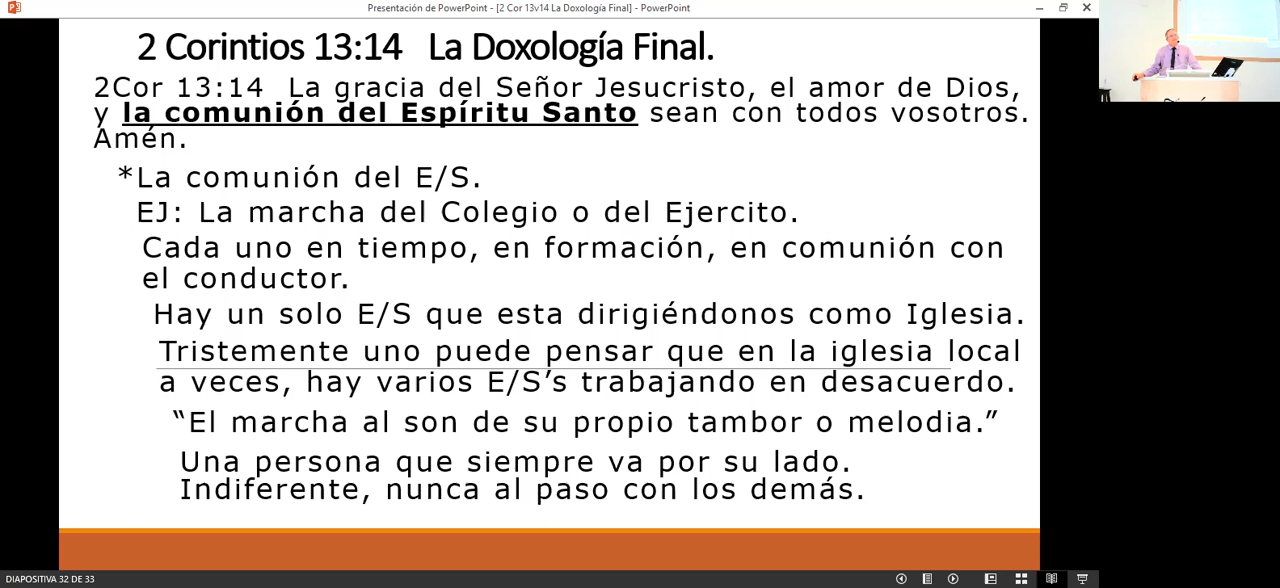 Presentación de PowerPoint - [2 Cor 13v14 La Doxología Final] - PowerPoint
2 Corintios 13:14 La Doxología Final.
2Cor 13:14 La gracia del Señor Jesucristo, el amor de Dios,
y la comunión del Espíritu Santo sean con todos vosotros.
Amén.
*La comunión del E/S.
EJ: La marcha del Colegio o del Ejercito.
Cada uno en tiempo, en formación, en comunión con
el conductor.
Hay un solo E/S que esta dirigiéndonos como Iglesia.
Tristemente uno puede pensar que en la iglesia local
a veces, hay varios E/S’s trabajando en desacuerdo.
“El marcha al son de su propio tambor o melodia.”
Una persona que siempre va por su lado.
Indiferente, nunca al paso con los demás.
DIAPOSITIVA 32 DE 33